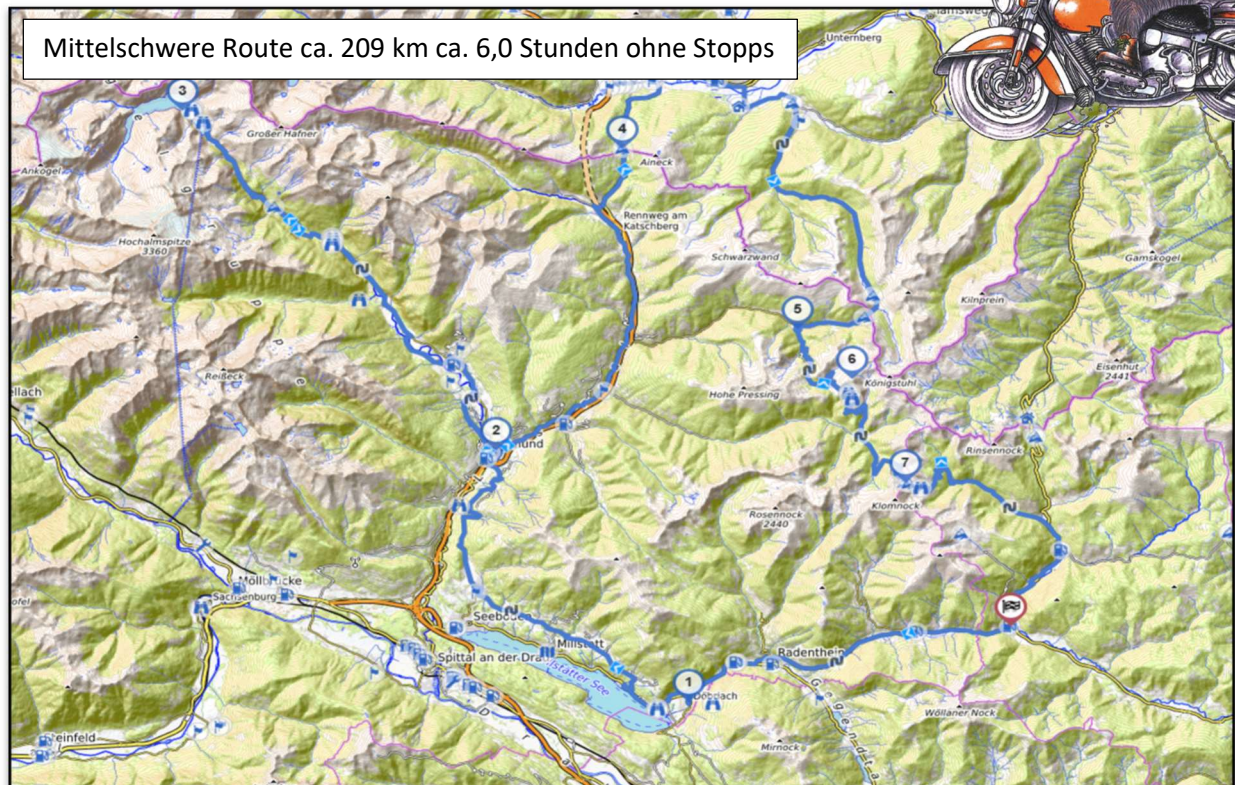 Mittelschwere Route ca. 209 km ca. 6,0 Stunden ohne Stopps
Unternberg
3
Großer Hafner
4
Ankogel
Aineck
Rennweg am
Katschberg
Hochalmspitze
3360
Schwarzwand
Gamskogel
Kilnprein
5
6
Reißeck
Königstuhl
Eisenhut
2441
Hohe Pressing
2
Rinsennock
7
Klomnock
Rosennock
2440
Möllbrücke
Sachsenburg
Seeboden
Millstatt
Spittal an der Drau
Radenthein
1
Döbriach
Wöllaner Nock
Mirnock